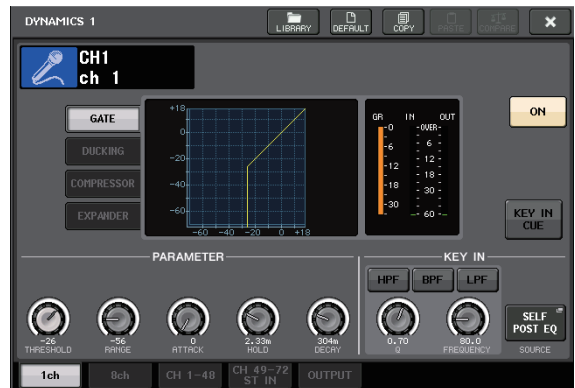 DYNAMICS 1
LIBRARY DEFAULT COPY PASTE COMPARE
CH1
ch 1
GATE
DUCKING
COMPRESSOR
EXPANDER
+18
0
-20
-40
-60
-60 -40 -20 0 +18
GR IN OUT
-0 -OVER-
-6 - 6 -
-12 - 12 -
-18 - 18 -
- 30 -
-30
- 60 -
ON
KEY IN
CUE
PARAMETER
-26
THRESHOLD
-56
RANGE
0
ATTACK
2.33m
HOLD
304m
DECAY
KEY IN
HPF BPF LPF
0.70
Q
80.0
FREQUENCY
SELF
POST EQ
SOURCE
1ch
8ch
CH 1-48
CH 49-72
ST IN
OUTPUT